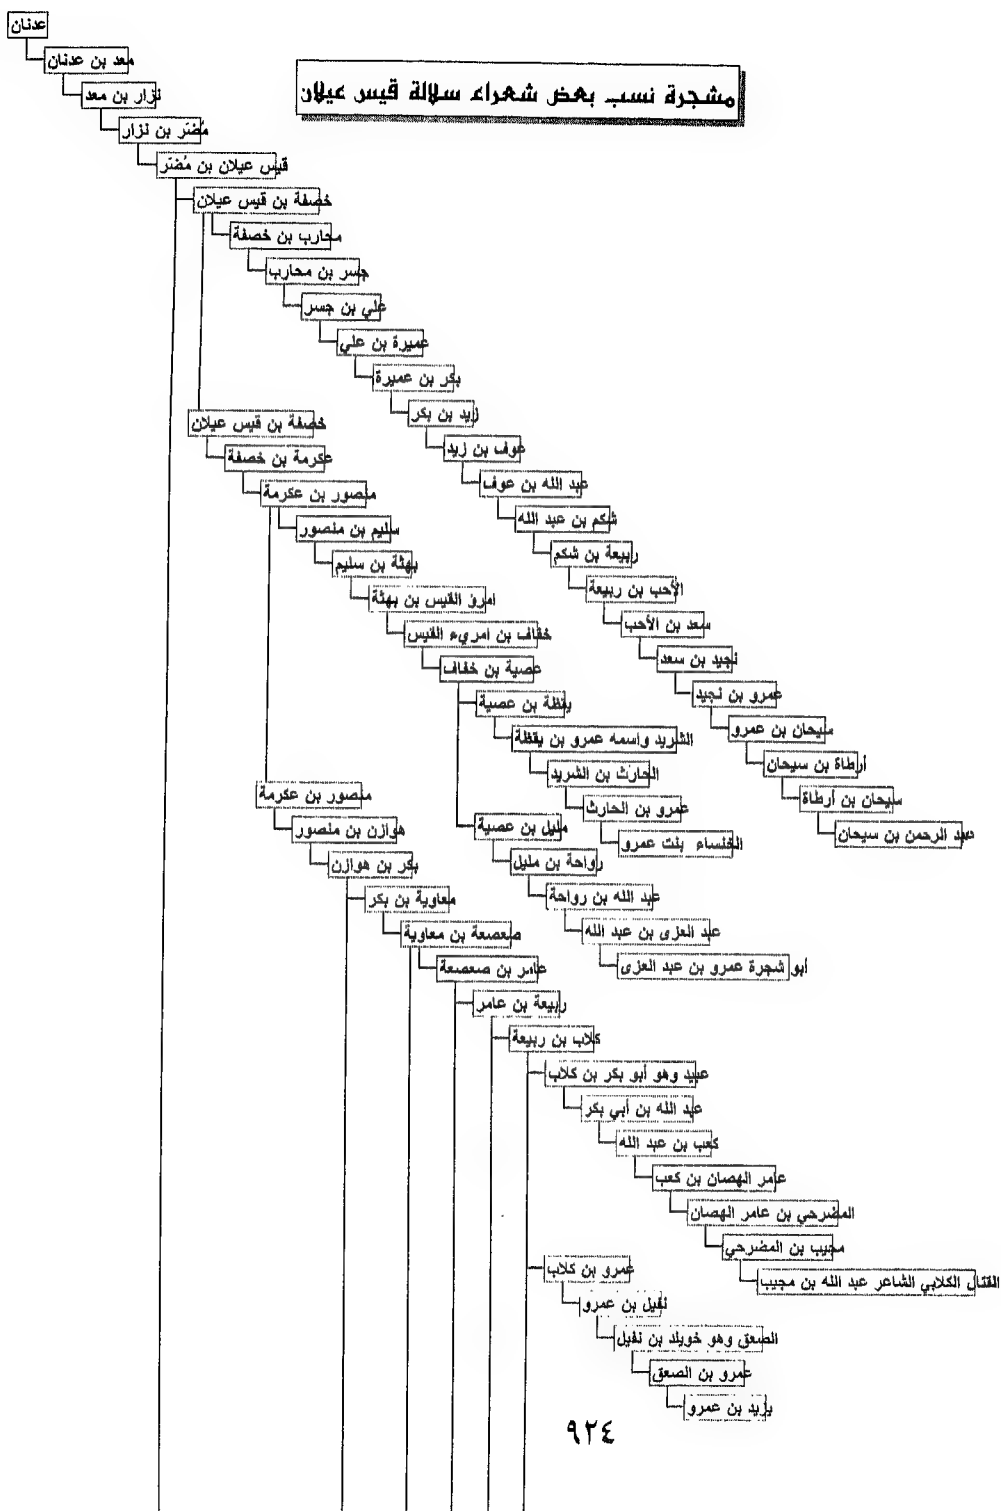 عدنان
معد بن عدنان
مشجرة نسب بعض شعراء سلالة قيس عيلان
نزار بن معد
مُضَر بن نزار
قيس عيلان بن مُضَر
خصفة بن قيس عيلان
محارب بن خصفة
جسر بن محارب
علي بن جسر
عميرة بن علي
بكر بن عميرة
زيد بن بكر
خصفة بن قيس عيلان
عوف بن زيد
عكرمة بن خصفة
عبد الله بن عوف
منصور بن عكرمة
شكم بن عبد الله
سليم بن منصور
ربيعة بن شكم
بهثة بن سليم
الأحب بن ربيعة
امرؤ القيس بن بهثة
سعد بن الأحب
خفاف بن امريء القيس
نجيد بن سعد
عصية بن خفاف
عمرو بن نجيد
يقظة بن عصية
سيحان بن عمرو
الشريد واسمه عمرو بن يقظة
أرطاة بن سيحان
الحارث بن الشريد
سيحان بن أرطاة
منصور بن عكرمة
عمرو بن الحارث
عبد الرحمن بن سيحان
هوازن بن منصور
مليل بن عصية
الخنساء بنت عمرو
بكر بن هوازن
رواحة بن مليل
معاوية بن بكر
عبد الله بن رواحة
صعصعة بن معاوية
عبد العزى بن عبد الله
عامر بن صعصعة
أبو شجرة عمرو بن عبد العزى
ربيعة بن عامر
كلاب بن ربيعة
عبيد وهو أبو بكر بن كلاب
عبد الله بن أبي بكر
كعب بن عبد الله
عامر الهصان بن كعب
المضرحي بن عامر الهصان
مجيب بن المضرحي
القتال الكلابي الشاعر عبد الله بن مجيب
عمرو بن كلاب
نفيل بن عمرو
الصعق وهو خويلد بن نفيل
عمرو بن الصعق
يزيد بن عمرو
٩٢٤